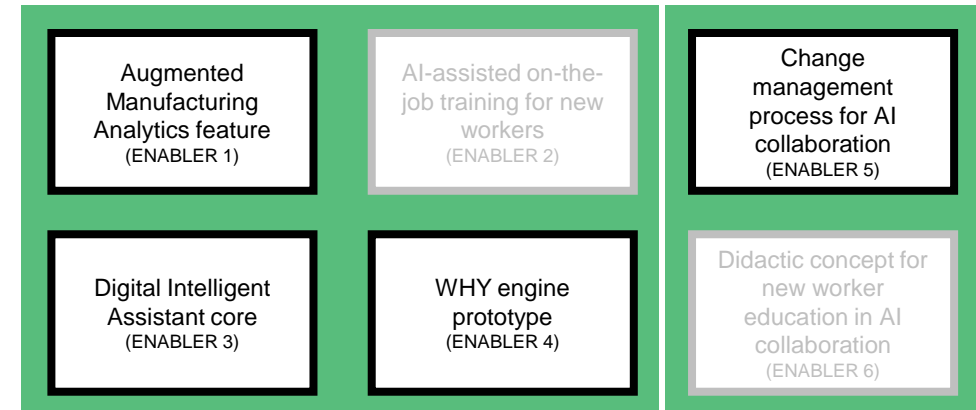 Augmented
Manufacturing
Analytics feature
(ENABLER 1)
AI-assisted on-the-
job training for new
workers
(ENABLER 2)
Change
management
process for AI
collaboration
(ENABLER 5)
Digital Intelligent
Assistant core
(ENABLER 3)
WHY engine
prototype
(ENABLER 4)
Didactic concept for
new worker
education in AI
collaboration
(ENABLER 6)